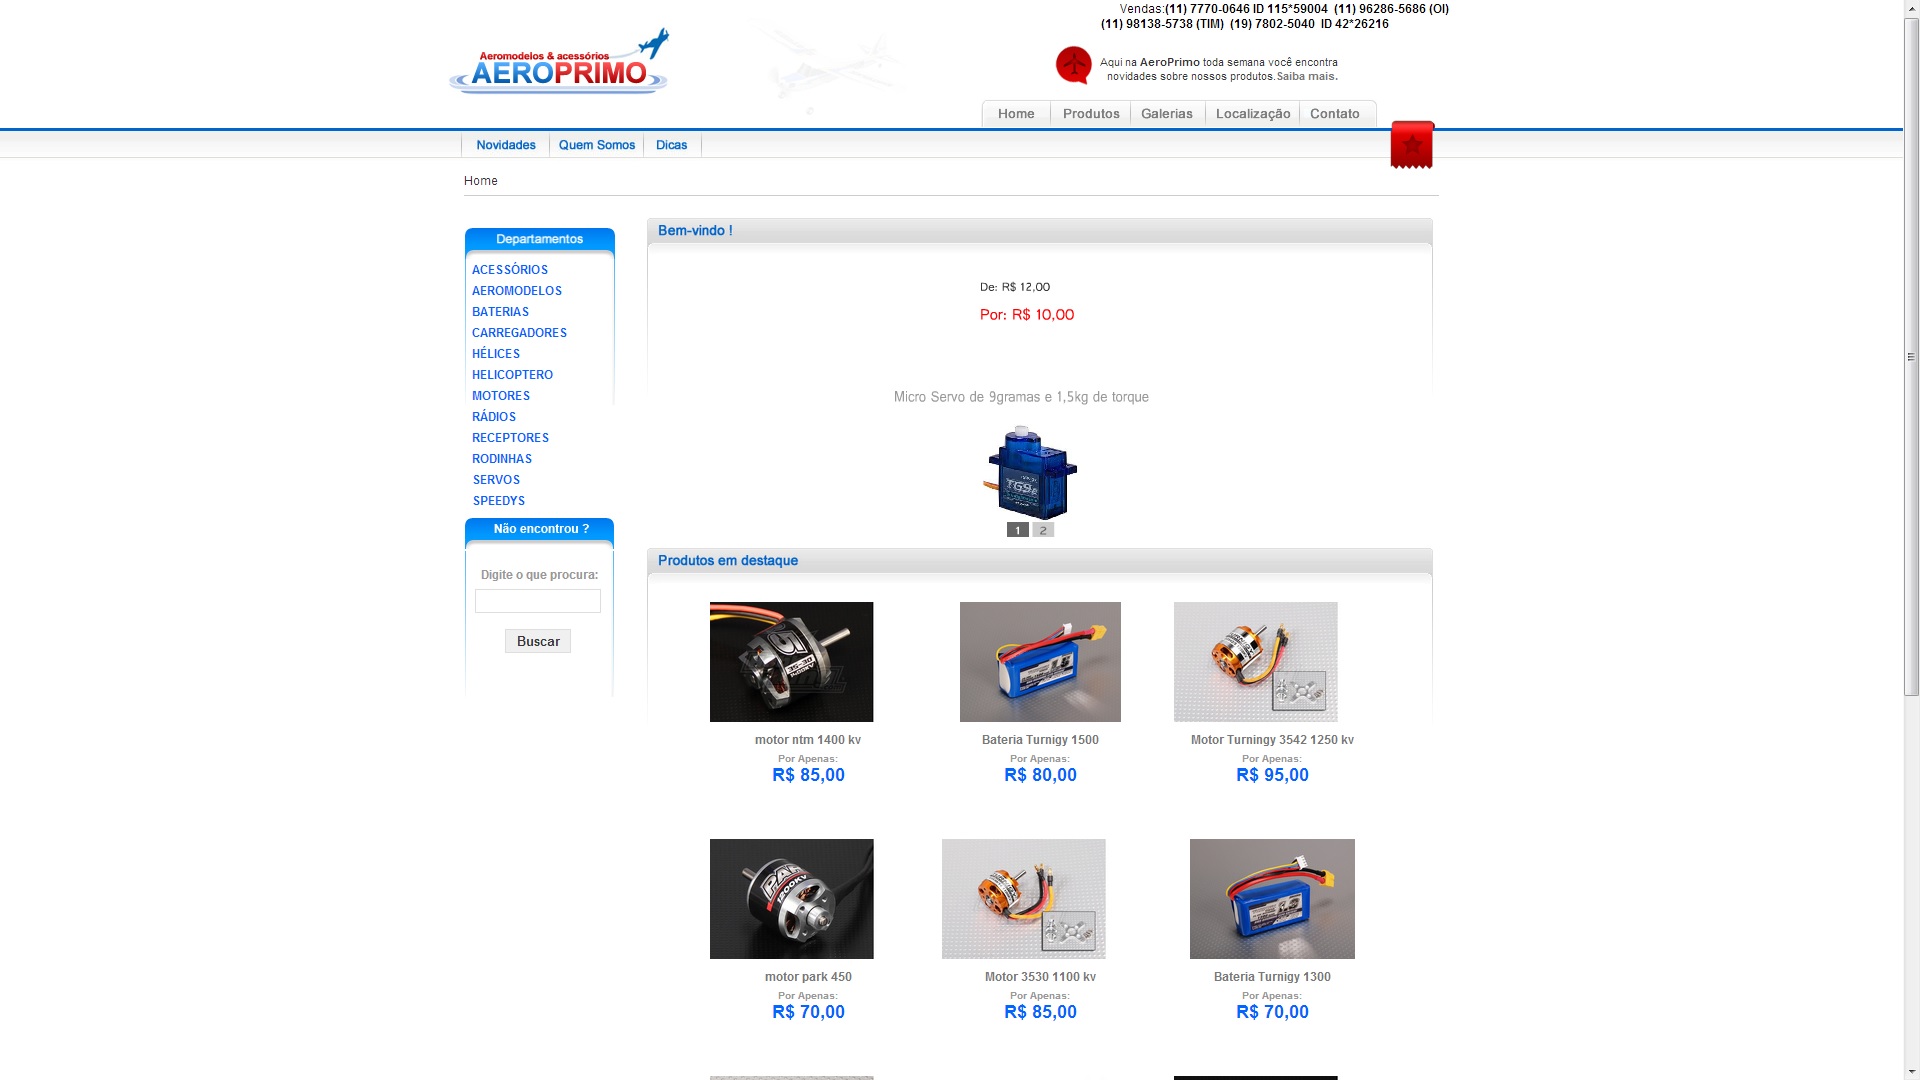 Vendas:(11) 7770-0646 ID 115*59004  (11) 96286-5686 (OI)
(11) 98138-5738 (TIM)  (19) 7802-5040  ID 42*26216
Aeromodelos & acessórios
AEROPRIMO
Aqui na AeroPrimo toda semana você encontra
novidades sobre nossos produtos.Saiba mais.
Home
Produtos
Galerias
Localização
Contato
Novidades
Quem Somos
Dicas
Home
Departamentos
ACESSÓRIOS
AEROMODELOS
BATERIAS
CARREGADORES
HÉLICES
HELICOPTERO
MOTORES
RÁDIOS
RECEPTORES
RODINHAS
SERVOS
SPEEDYS
Não encontrou ?
Digite o que procura:
Buscar
Bem-vindo !
De: R$ 12,00
Por: R$ 10,00
Micro Servo de 9gramas e 1,5kg de torque
TG9e
1
2
Produtos em destaque
35-30
motor ntm 1400 kv
Por Apenas:
R$ 85,00
Bateria Turnigy 1500
Por Apenas:
R$ 80,00
Motor Turningy 3542 1250 kv
Por Apenas:
R$ 95,00
motor park 450
Por Apenas:
R$ 70,00
Motor 3530 1100 kv
Por Apenas:
R$ 85,00
Bateria Turnigy 1300
Por Apenas:
R$ 70,00